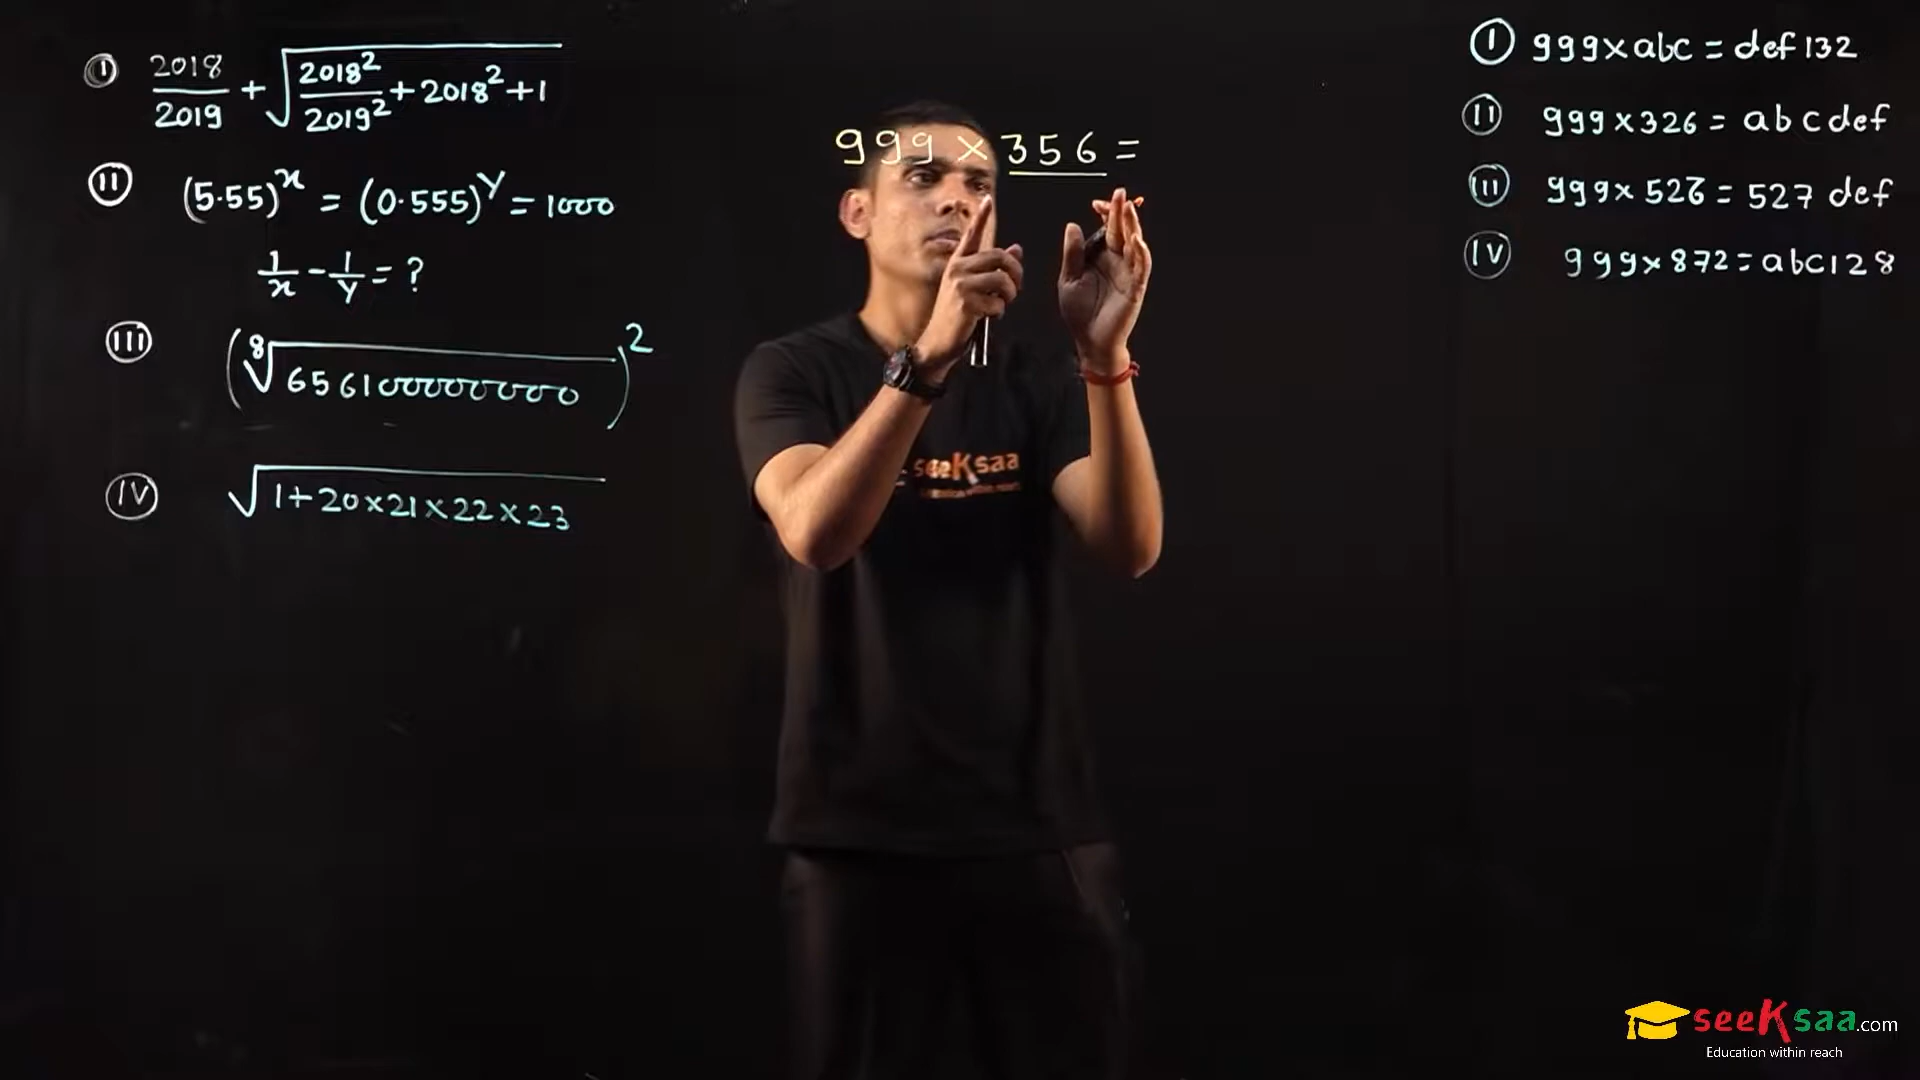 I 2018/2019 + √(2018²/2019² + 2018² + 1)
II (5.55)^x = (0.555)^Y = 1000
1/x - 1/Y = ?
III (⁸√656100000000)²
IV √(1+20×21×22×23)
999 × 356 =
I 999×abc = def132
II 999×326 = abcdef
III 999×526 = 527def
IV 999×872 = abc128
seeKsaa
seeKsaa.com
Education within reach